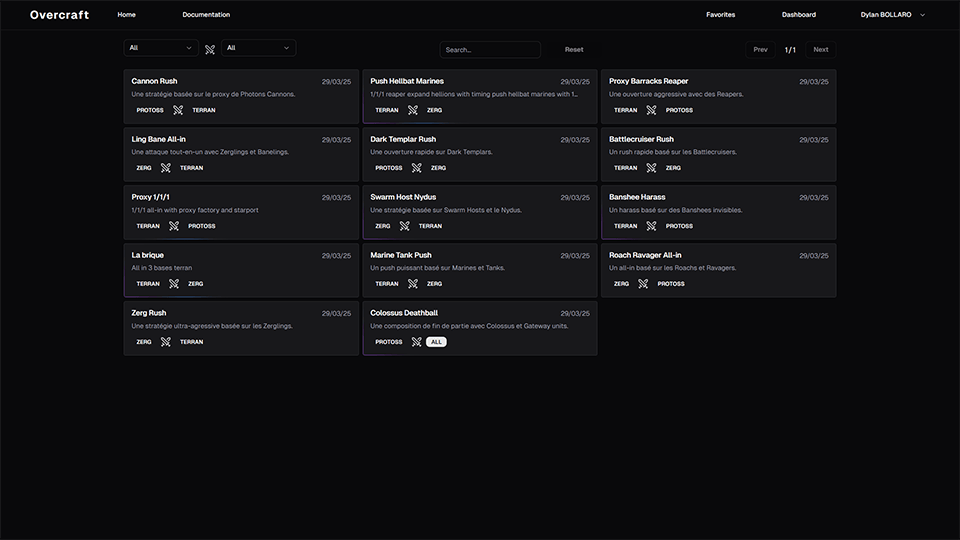 Overcraft Home Documentation Favorites Dashboard Dylan BOLLARO
All All Search... Reset Prev 1/1 Next
Cannon Rush 29/03/25
Une stratégie basée sur le proxy de Photons Cannons.
PROTOSS TERRAN
Push Hellbat Marines 29/03/25
1/1/1 reaper expand hellions with timing push hellbat marines with 1...
TERRAN ZERG
Proxy Barracks Reaper 29/03/25
Une ouverture aggressive avec des Reapers.
TERRAN PROTOSS
Ling Bane All-in 29/03/25
Une attaque tout-en-un avec Zerglings et Banelings.
ZERG TERRAN
Dark Templar Rush 29/03/25
Une ouverture rapide sur Dark Templars.
PROTOSS ZERG
Battlecruiser Rush 29/03/25
Un rush rapide basé sur les Battlecruisers.
TERRAN ZERG
Proxy 1/1/1 29/03/25
1/1/1 all-in with proxy factory and starport
TERRAN PROTOSS
Swarm Host Nydus 29/03/25
Une stratégie basée sur Swarm Hosts et le Nydus.
ZERG TERRAN
Banshee Harass 29/03/25
Un harass basé sur des Banshees invisibles.
TERRAN PROTOSS
La brique 29/03/25
All in 3 bases terran
TERRAN ZERG
Marine Tank Push 29/03/25
Un push puissant basé sur Marines et Tanks.
TERRAN ZERG
Roach Ravager All-in 29/03/25
Un all-in basé sur les Roachs et Ravagers.
ZERG PROTOSS
Zerg Rush 29/03/25
Une stratégie ultra-agressive basée sur les Zerglings.
ZERG TERRAN
Colossus Deathball 29/03/25
Une composition de fin de partie avec Colossus et Gateway units.
PROTOSS ALL